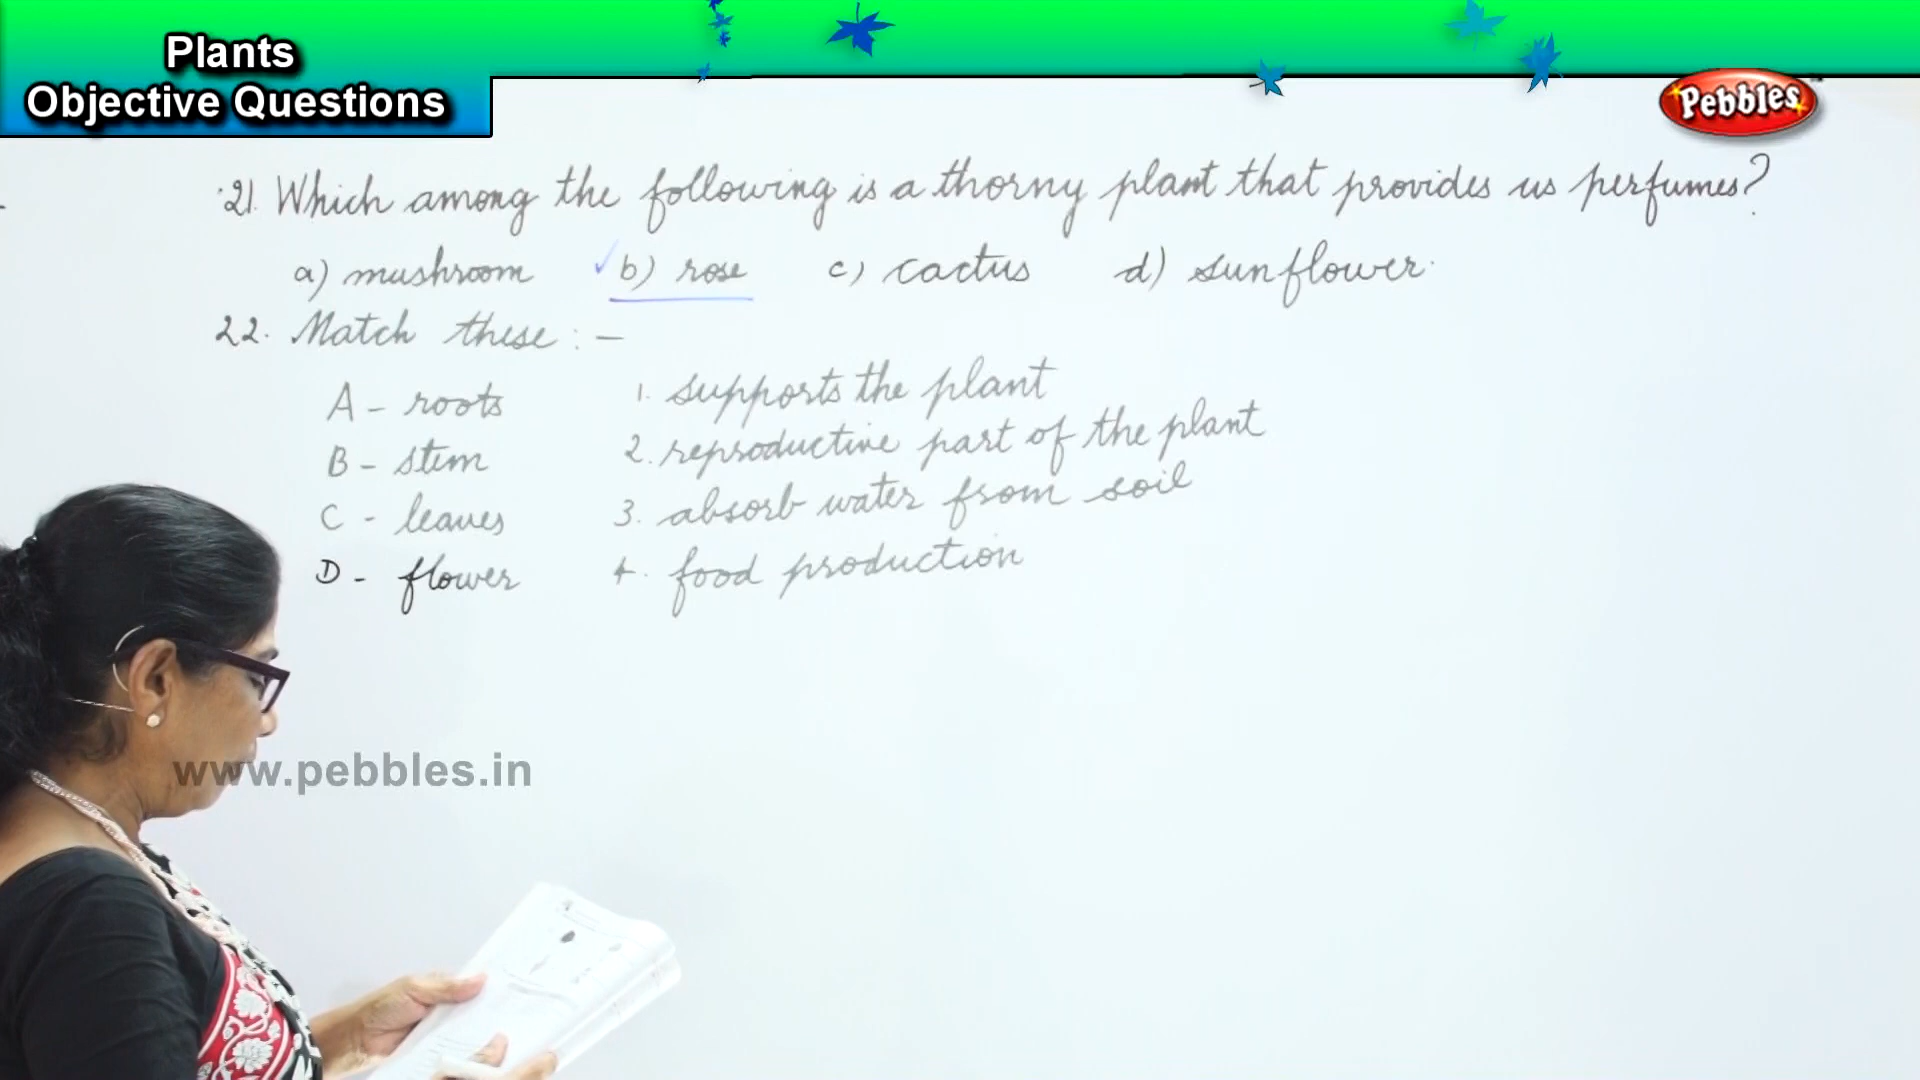 Plants
Objective Questions
Pebbles
21. Which among the following is a thorny plant that provides us perfumes?
a) mushroom b) rose c) cactus d) sunflower
22. Match these : -
A - roots 1. supports the plant
B - stem 2. reproductive part of the plant
C - leaves 3. absorb water from soil
D - flower 4. food production
www.pebbles.in